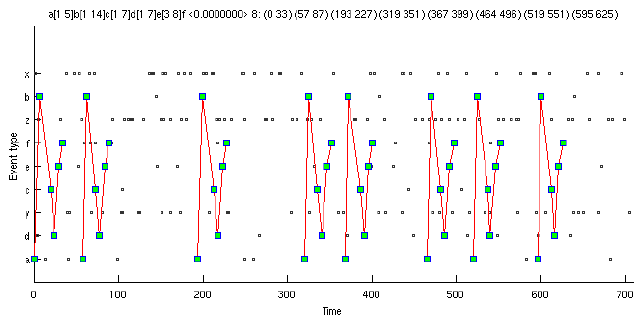 a[1 5]b[1 14]c[1 7]d[1 7]e[3 8]f <0.0000000> 8: (0 33) (57 87) (193 227) (319 351) (367 399) (464 496) (519 551) (595 625)
x
b
z
f
e
c
y
d
a
Event type
0 100 200 300 400 500 600 700
Time